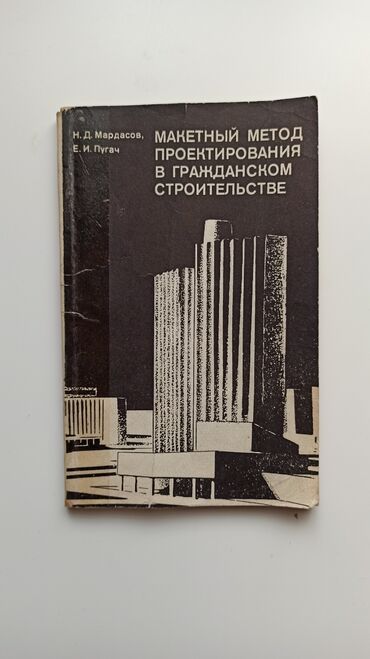 Н. Д. Мардасов,
Е. И. Пугач
МАКЕТНЫЙ МЕТОД
ПРОЕКТИРОВАНИЯ
В ГРАЖДАНСКОМ
СТРОИТЕЛЬСТВЕ